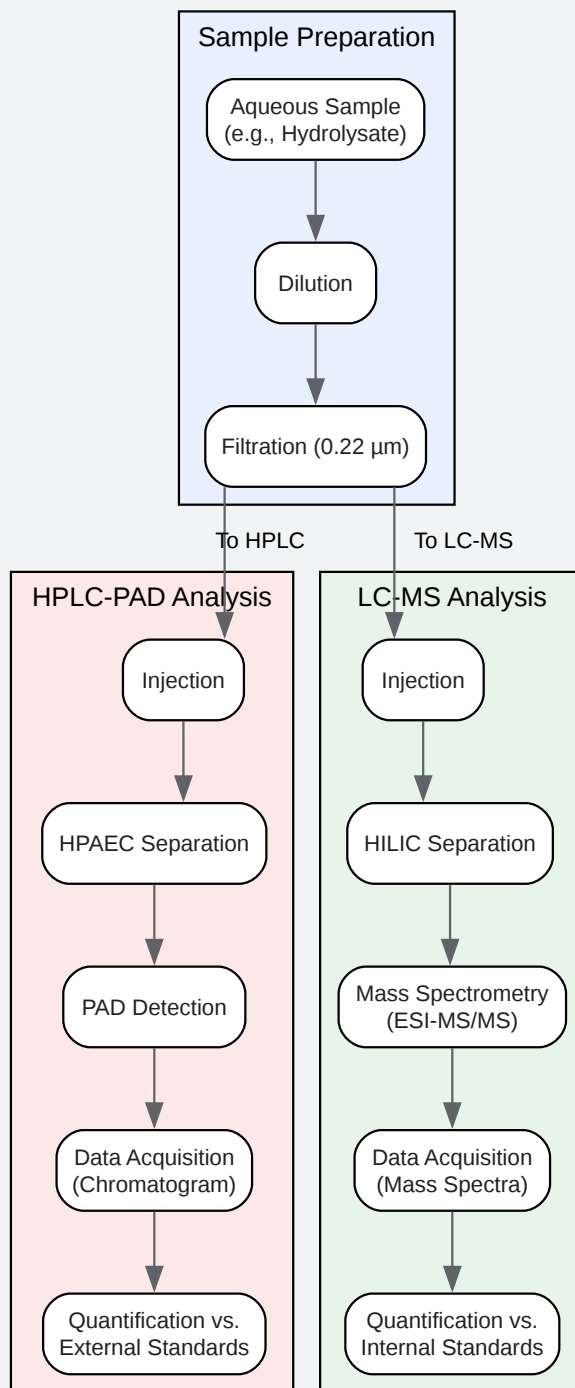 Sample Preparation
Aqueous Sample
(e.g., Hydrolysate)
Dilution
Filtration (0.22 µm)
To HPLC
To LC-MS
HPLC-PAD Analysis
Injection
HPAEC Separation
PAD Detection
Data Acquisition
(Chromatogram)
Quantification vs.
External Standards
LC-MS Analysis
Injection
HILIC Separation
Mass Spectrometry
(ESI-MS/MS)
Data Acquisition
(Mass Spectra)
Quantification vs.
Internal Standards